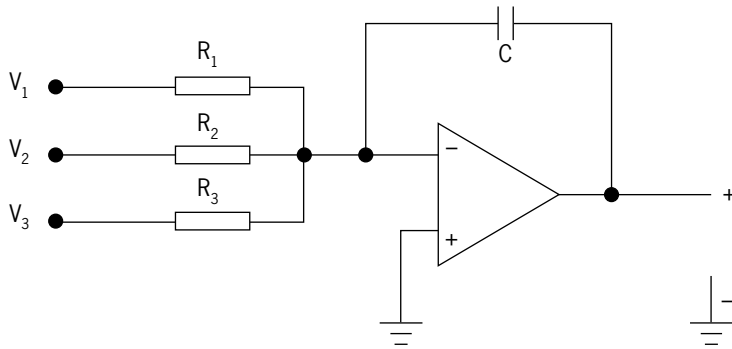 V₁
R₁
V₂
R₂
V₃
R₃
C
−
+
+
−